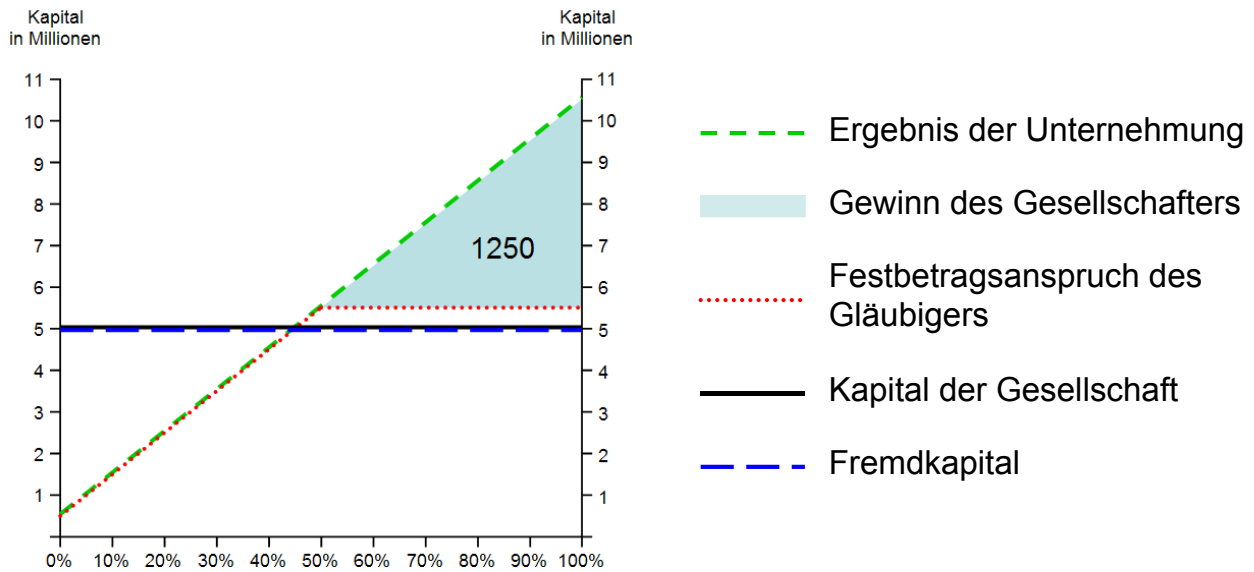 Kapital
in Millionen
Kapital
in Millionen
11
10
9
8
7
6
5
4
3
2
1
11
10
9
8
7
6
5
4
3
2
1
1250
0% 10% 20% 30% 40% 50% 60% 70% 80% 90% 100%
Ergebnis der Unternehmung
Gewinn des Gesellschafters
Festbetragsanspruch des
Gläubigers
Kapital der Gesellschaft
Fremdkapital